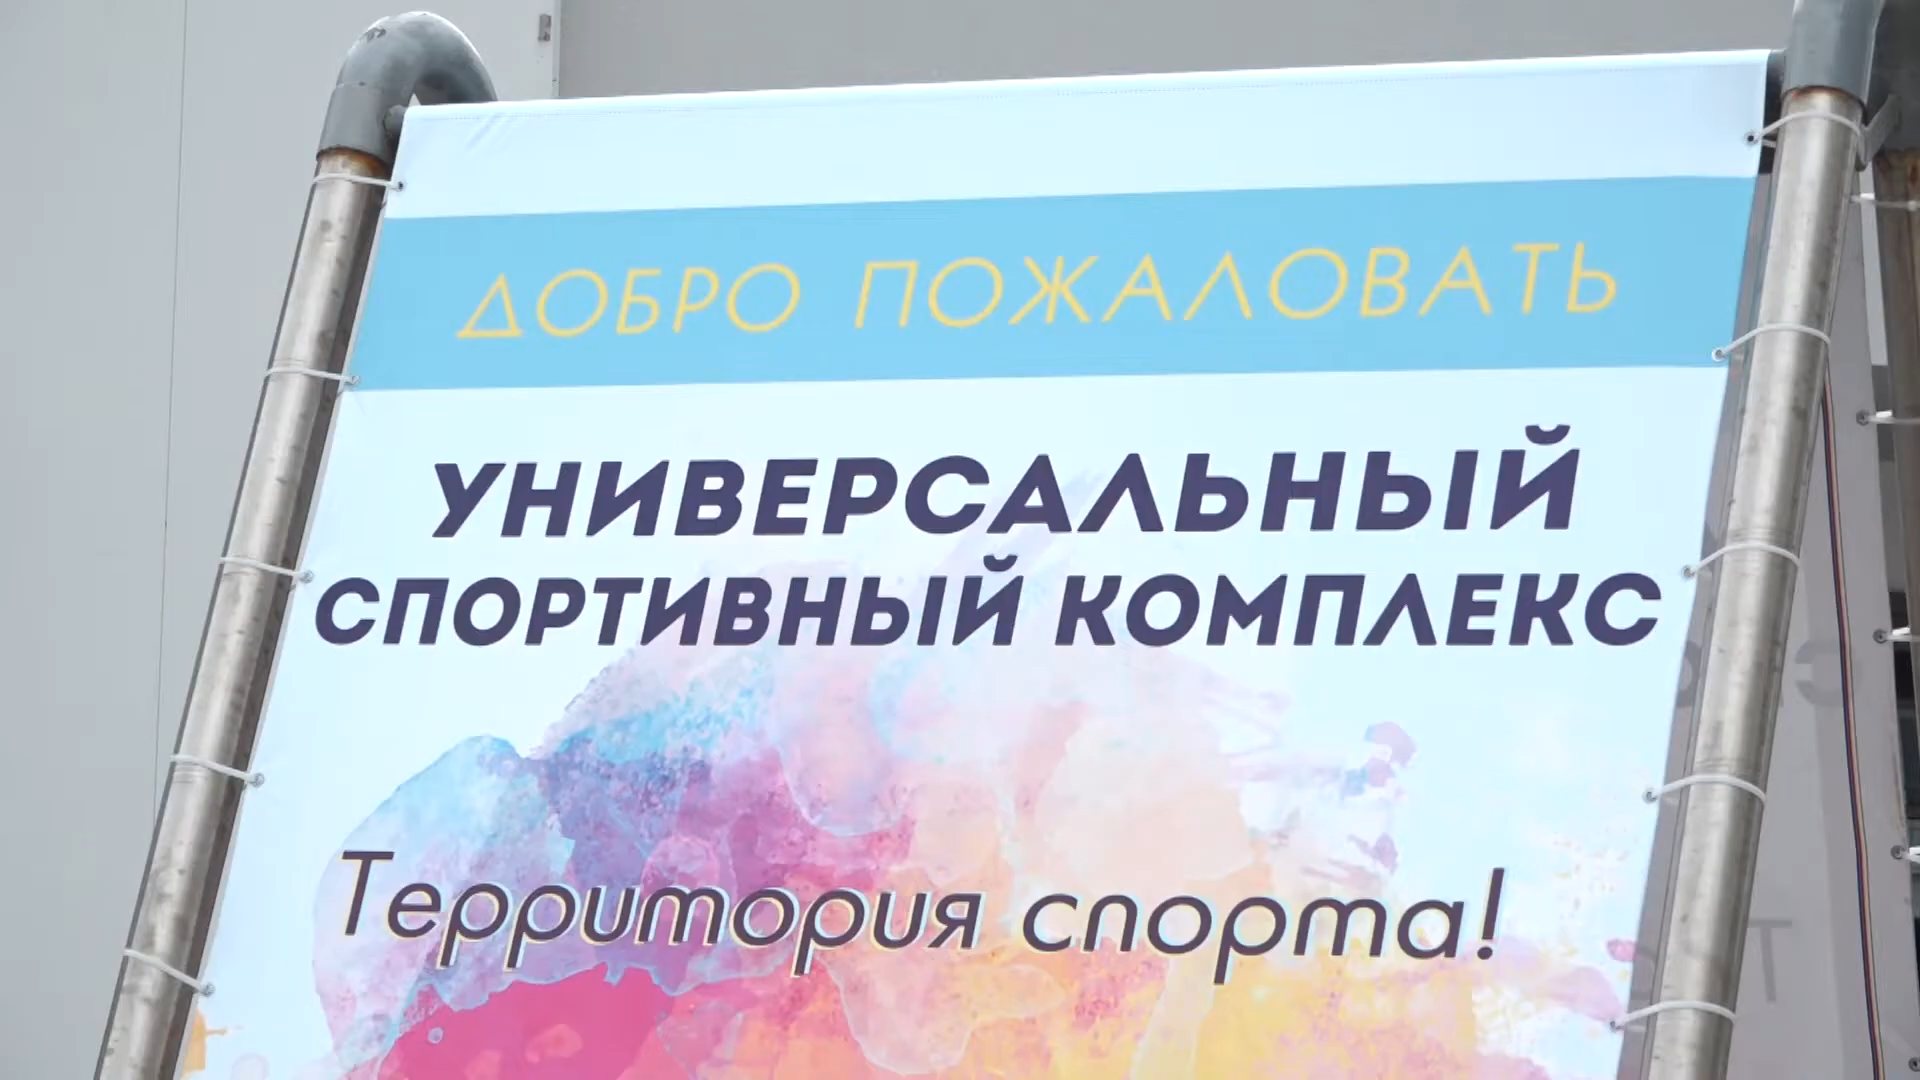 ДОБРО ПОЖАЛОВАТЬ
УНИВЕРСАЛЬНЫЙ
СПОРТИВНЫЙ КОМПЛЕКС
Территория спорта!